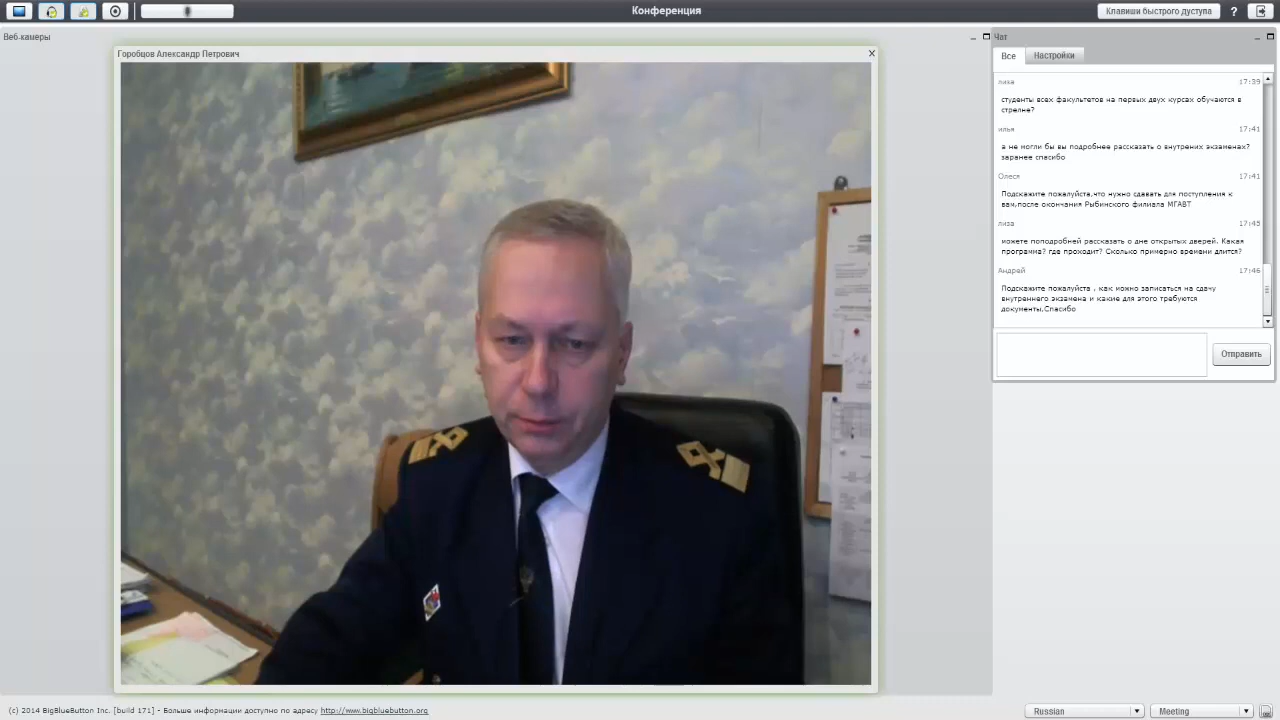 Конференция
Клавиши быстрого доступа
?
Веб-камеры
Горобцов Александр Петрович
X
Чат
Все
Настройки
лиза 17:39
студенты всех факультетов на первых двух курсах обучаются в
стрелне?
илья 17:41
а не могли бы вы подробнее рассказать о внутрених экзаменах?
заранее спасибо
Олеся 17:41
Подскажите пожалуйста,что нужно сдавать для поступления к
вам,после окончания Рыбинского филиала МГАВТ
лиза 17:45
можете поподробней рассказать о дне открытых дверей. Какая
программа? где проходит? Сколько примерно времени длится?
Андрей 17:46
Подскажите пожалуйста , как можно записаться на сдачу
внутреннего экзамена и какие для этого требуются
документы.Спасибо
Отправить
(c) 2014 BigBlueButton Inc. [build 171] - Больше информации доступно по адресу http://www.bigbluebutton.org
Russian
Meeting